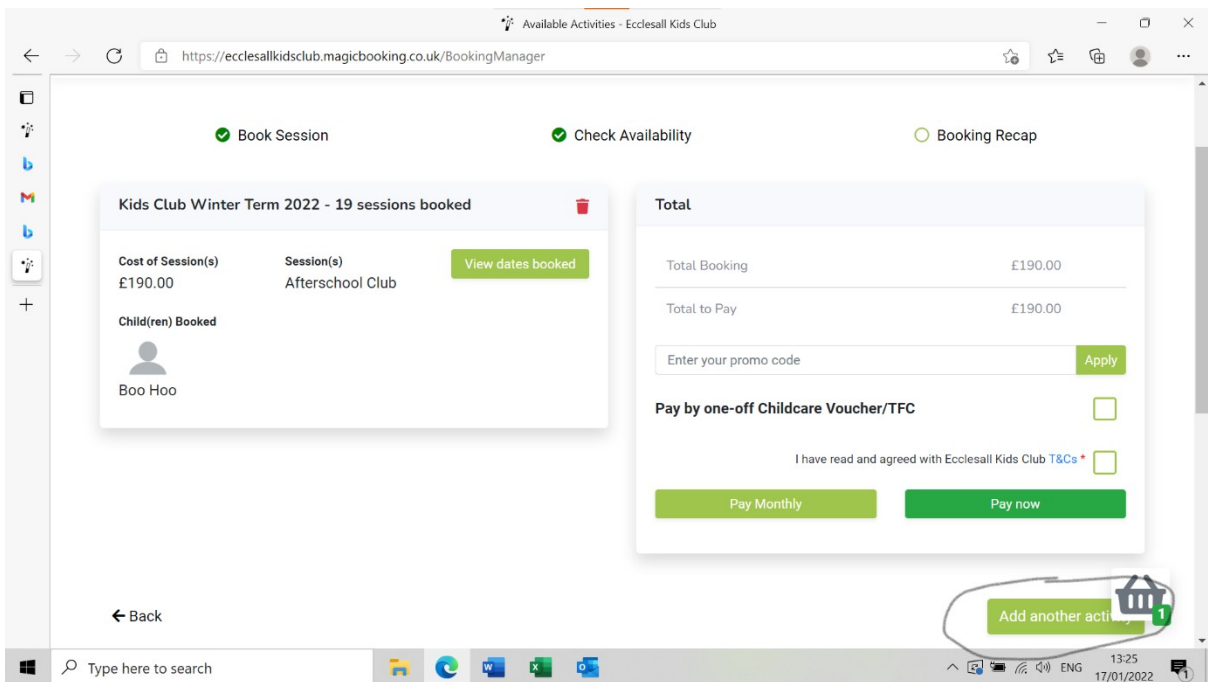 Available Activities - Ecclesall Kids Club
https://ecclesallkidsclub.magicbooking.co.uk/BookingManager
Book Session
Check Availability
Booking Recap
Kids Club Winter Term 2022 - 19 sessions booked
Cost of Session(s)
Session(s)
£190.00
Afterschool Club
View dates booked
Child(ren) Booked
Boo Hoo
Total
Total Booking £190.00
Total to Pay £190.00
Enter your promo code
Apply
Pay by one-off Childcare Voucher/TFC
I have read and agreed with Ecclesall Kids Club T&Cs *
Pay Monthly
Pay now
← Back
Add another
1
Type here to search
ENG
13:25
17/01/2022
1